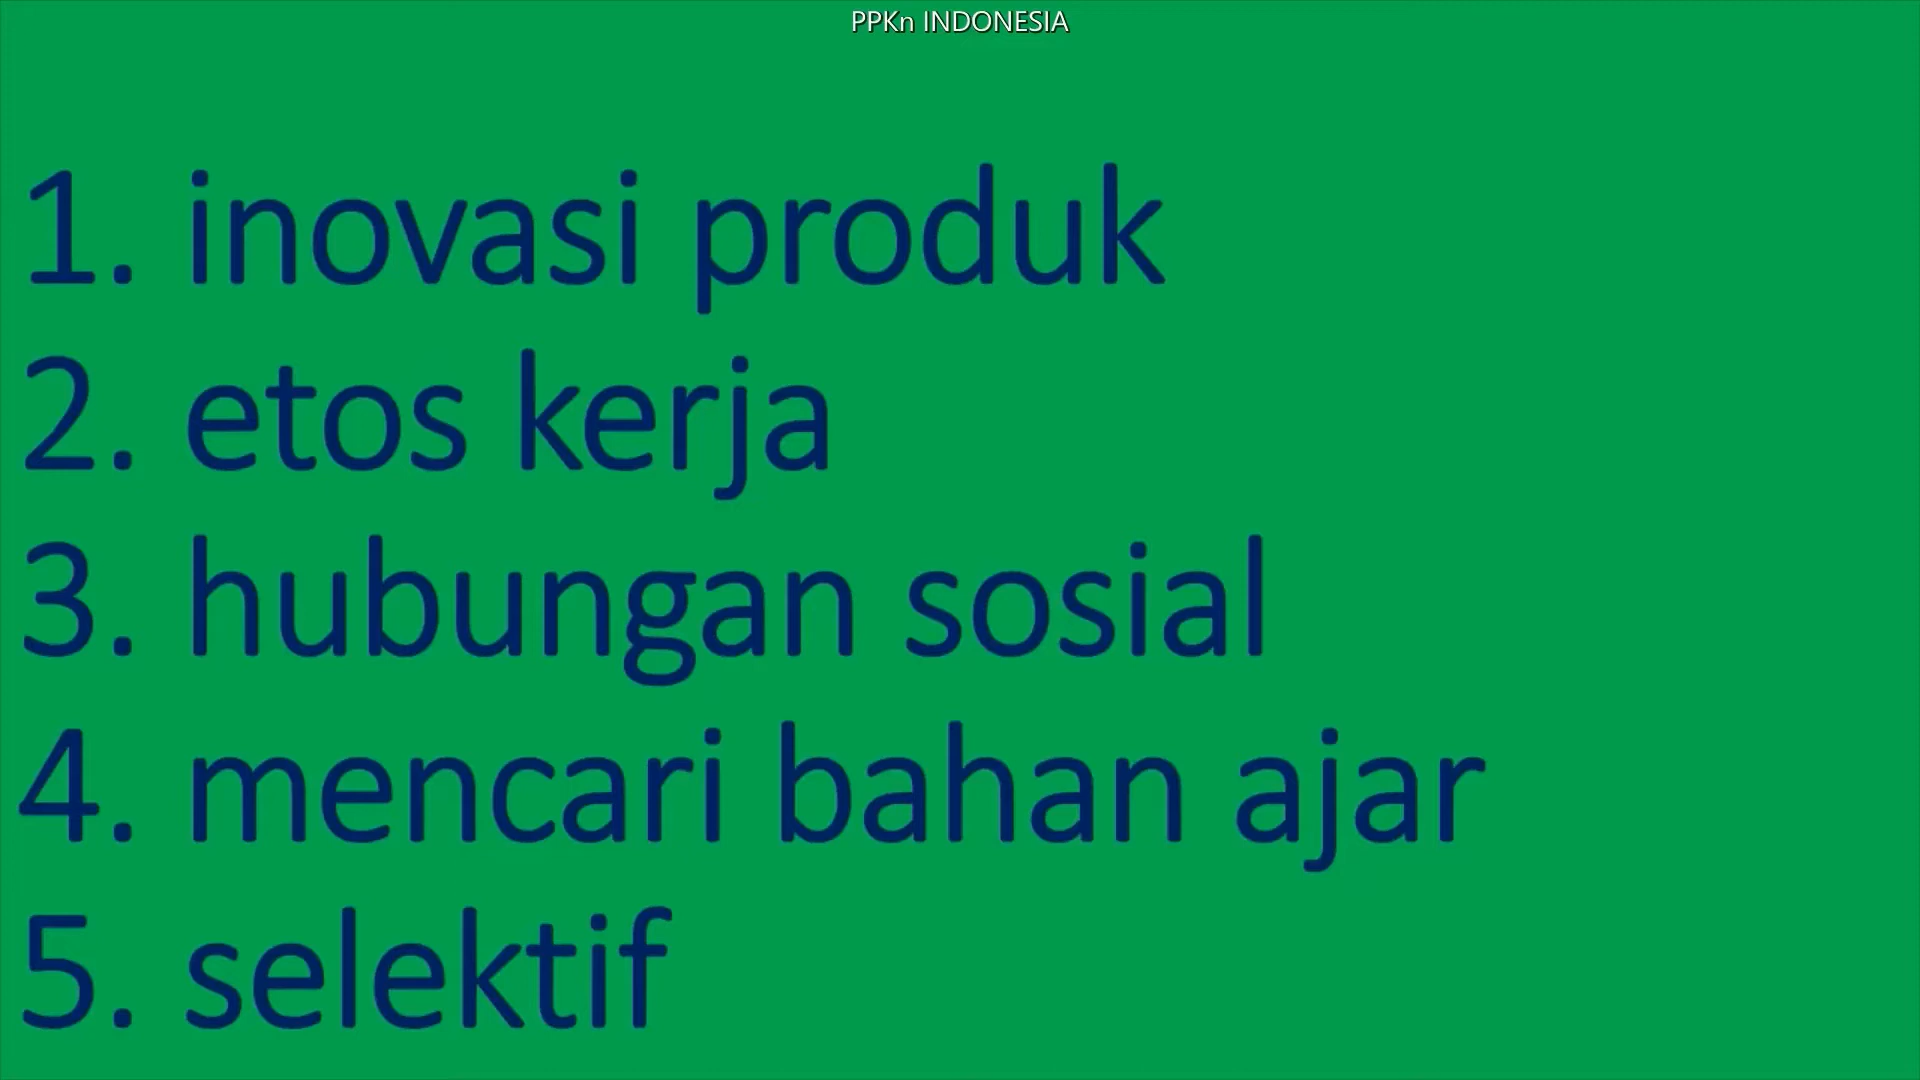 PPKn INDONESIA
1. inovasi produk
2. etos kerja
3. hubungan sosial
4. mencari bahan ajar
5. selektif